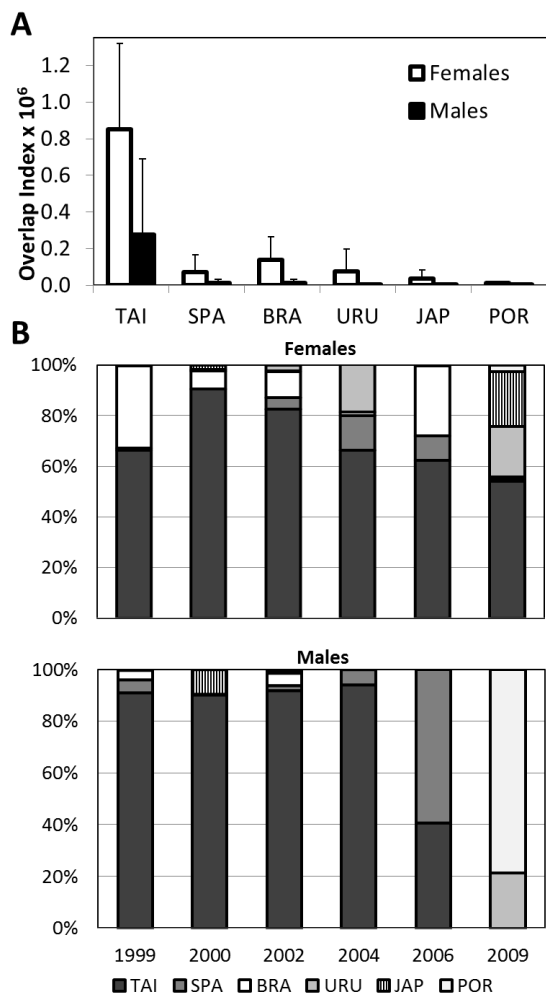 A
Overlap Index x 10⁶
1.2
1.0
0.8
0.6
0.4
0.2
0.0
Females
Males
TAI SPA BRA URU JAP POR
B
Females
100%
80%
60%
40%
20%
0%
Males
100%
80%
60%
40%
20%
0%
1999 2000 2002 2004 2006 2009
TAI SPA BRA URU JAP POR